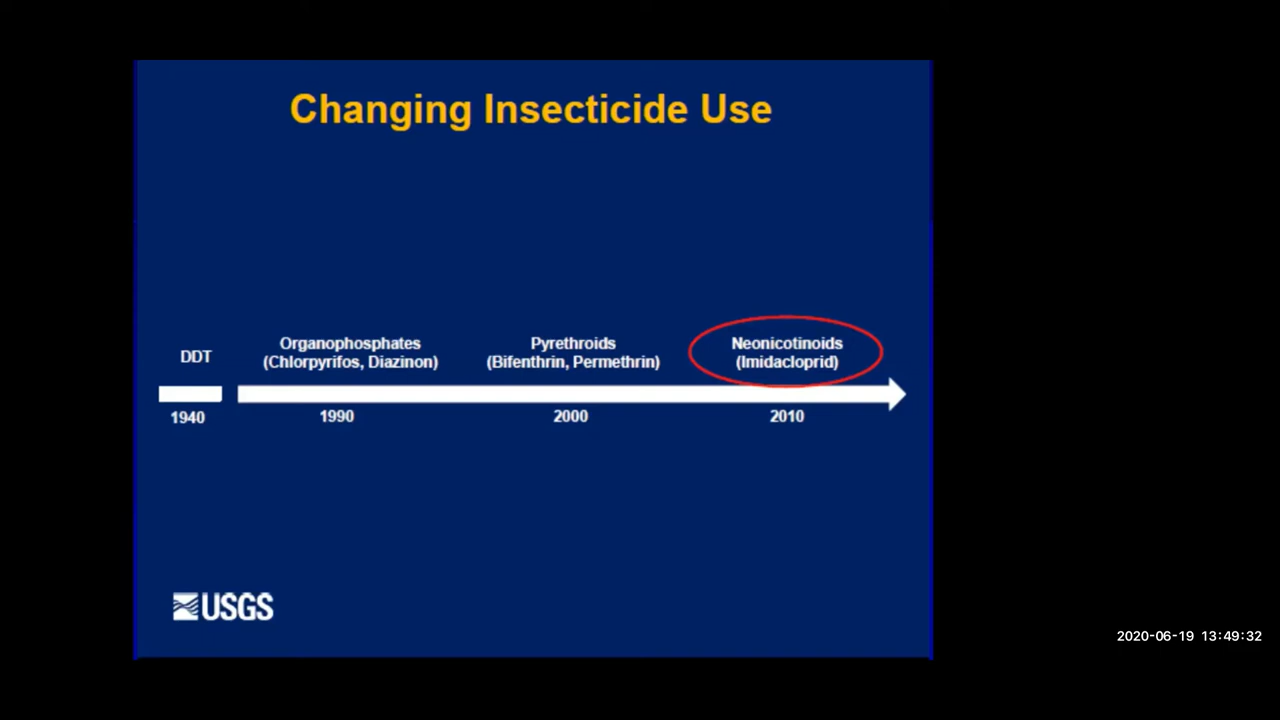 Changing Insecticide Use
DDT
Organophosphates
(Chlorpyrifos, Diazinon)
Pyrethroids
(Bifenthrin, Permethrin)
Neonicotinoids
(Imidacloprid)
1940
1990
2000
2010
USGS
2020-06-19 13:49:32